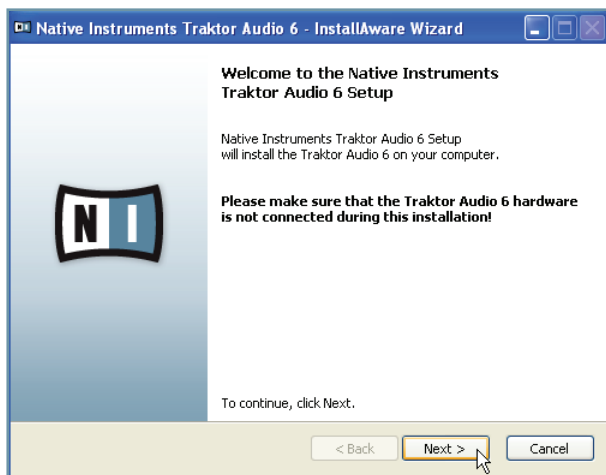 Native Instruments Traktor Audio 6 - InstallAware Wizard
Welcome to the Native Instruments
Traktor Audio 6 Setup
Native Instruments Traktor Audio 6 Setup
will install the Traktor Audio 6 on your computer.
Please make sure that the Traktor Audio 6 hardware
is not connected during this installation!
NI
To continue, click Next.
< Back
Next >
Cancel